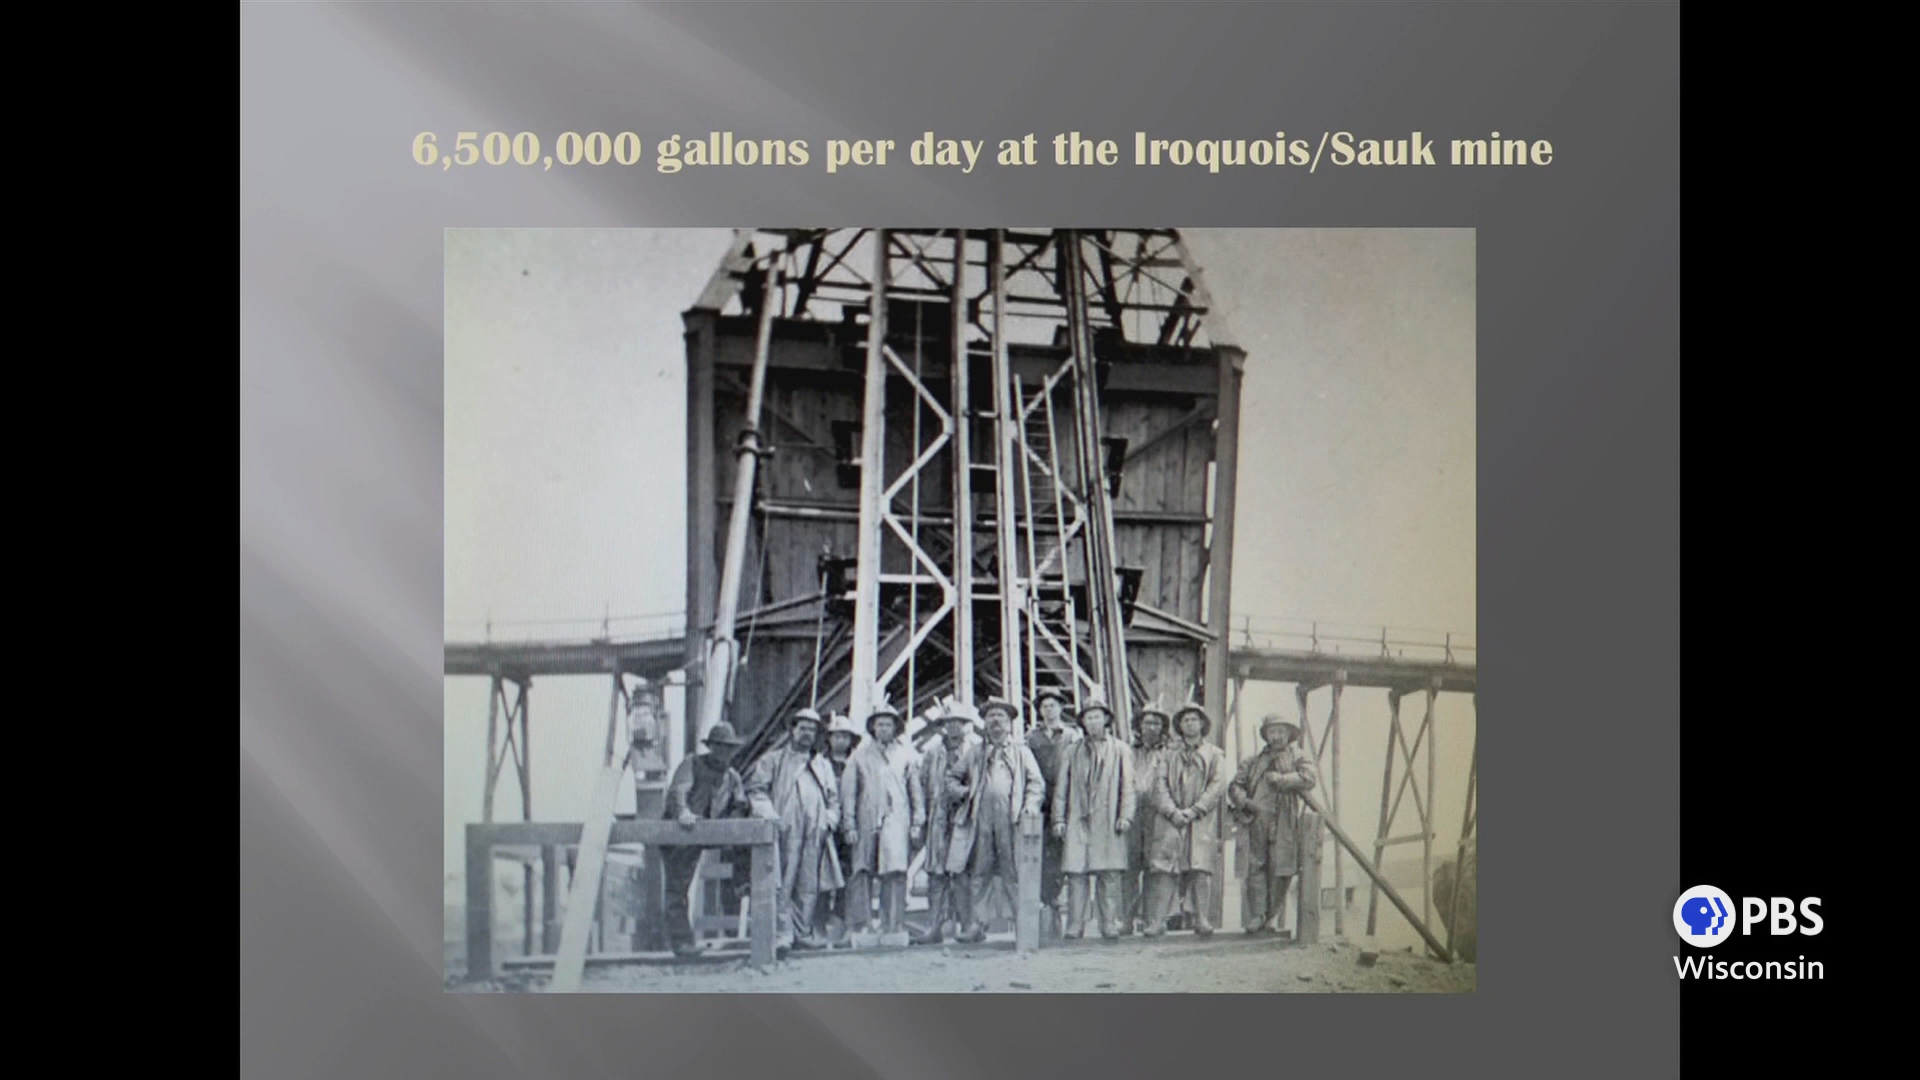 6,500,000 gallons per day at the Iroquois/Sauk mine
PBS
Wisconsin